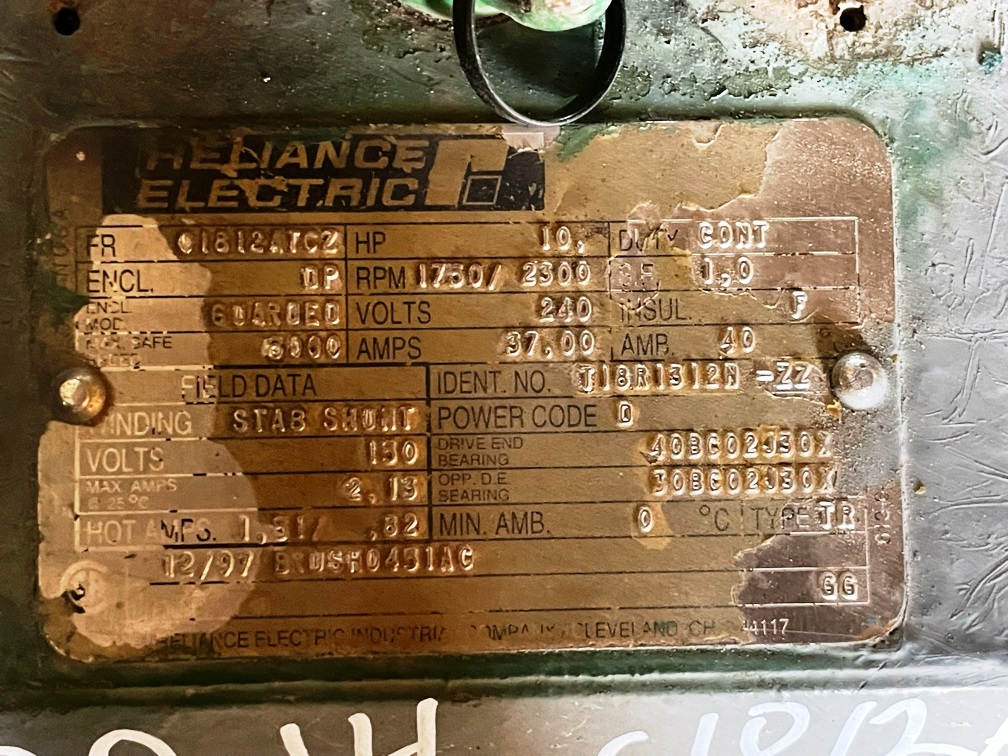 RELIANCE
ELECTRIC
FR C1812ATCZ HP 10. DUTY CONT
ENCL. DP RPM 1750/ 2300 S.F. 1.0
ENCL. MOD. GUARDED VOLTS 240 INSUL. F
SAFE 3000 AMPS 37.00 AMB. 40
FIELD DATA IDENT. NO. T18R1312N -ZZ
WINDING STAB SHUNT POWER CODE D
VOLTS 150 DRIVE END BEARING 40BC02J30X
MAX AMPS @ 25 °C 2.13 OPP. D.E. BEARING 30BC02J30X
HOT AMPS. 1.31/ .82 MIN. AMB. 0 °C TYPE TR
12/97
GG
RELIANCE ELECTRIC INDUSTRIAL COMPANY, CLEVELAND, OH 44117